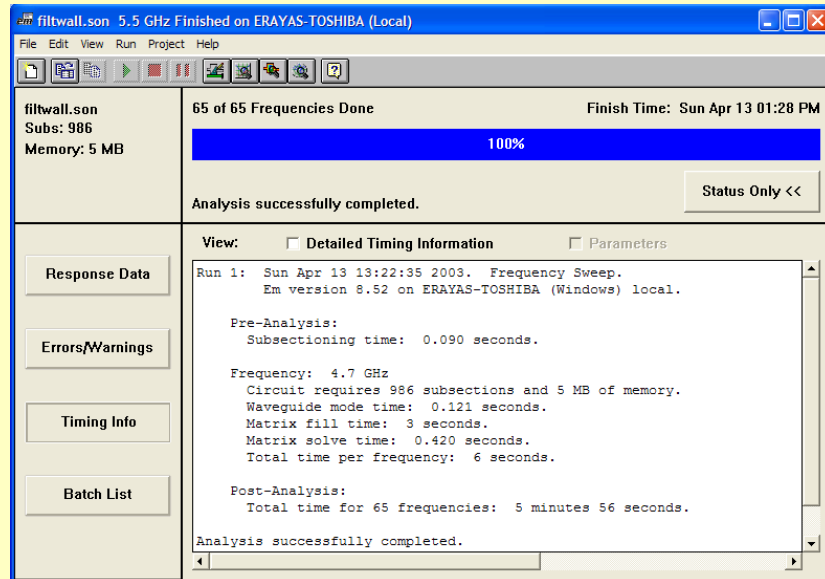 filtwall.son 5.5 GHz Finished on ERAYAS-TOSHIBA (Local)
File Edit View Run Project Help
filtwall.son
Subs: 986
Memory: 5 MB
65 of 65 Frequencies Done Finish Time: Sun Apr 13 01:28 PM
100%
Analysis successfully completed.
Status Only <<
View: Detailed Timing Information Parameters
Response Data
Errors/Warnings
Timing Info
Batch List
Run 1: Sun Apr 13 13:22:35 2003. Frequency Sweep.
Em version 8.52 on ERAYAS-TOSHIBA (Windows) local.
Pre-Analysis:
Subsectioning time: 0.090 seconds.
Frequency: 4.7 GHz
Circuit requires 986 subsections and 5 MB of memory.
Waveguide mode time: 0.121 seconds.
Matrix fill time: 3 seconds.
Matrix solve time: 0.420 seconds.
Total time per frequency: 6 seconds.
Post-Analysis:
Total time for 65 frequencies: 5 minutes 56 seconds.
Analysis successfully completed.